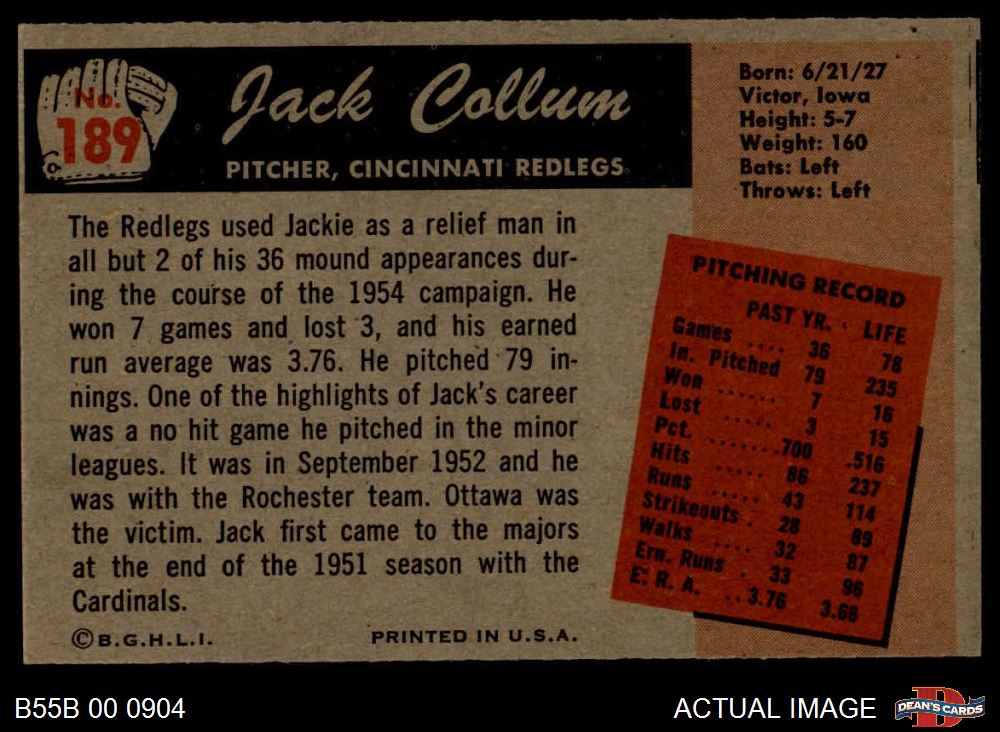 No.
189
Jack Collum
PITCHER, CINCINNATI REDLEGS
Born: 6/21/27
Victor, Iowa
Height: 5-7
Weight: 160
Bats: Left
Throws: Left
The Redlegs used Jackie as a relief man in
all but 2 of his 36 mound appearances dur-
ing the course of the 1954 campaign. He
won 7 games and lost 3, and his earned
run average was 3.76. He pitched 79 in-
nings. One of the highlights of Jack's career
was a no hit game he pitched in the minor
leagues. It was in September 1952 and he
was with the Rochester team. Ottawa was
the victim. Jack first came to the majors
at the end of the 1951 season with the
Cardinals.
© B.G.H.L.I.
PRINTED IN U.S.A.
PITCHING RECORD
PAST YR. LIFE
Games .... 36 78
In. Pitched 79 235
Won ...... 7 16
Lost ..... 3 15
Pct. .......700 .516
Hits ..... 86 237
Runs ..... 43 114
Strikeouts . 28 89
Walks .... 32 87
Ern. Runs . 33 96
E. R. A. ..3.76 3.68
B55B 00 0904
ACTUAL IMAGE
D
DEAN'S CARDS